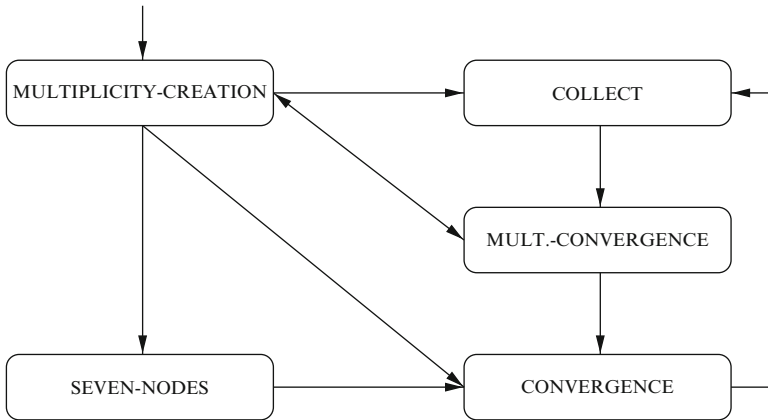 MULTIPLICITY-CREATION
COLLECT
MULT.-CONVERGENCE
SEVEN-NODES
CONVERGENCE